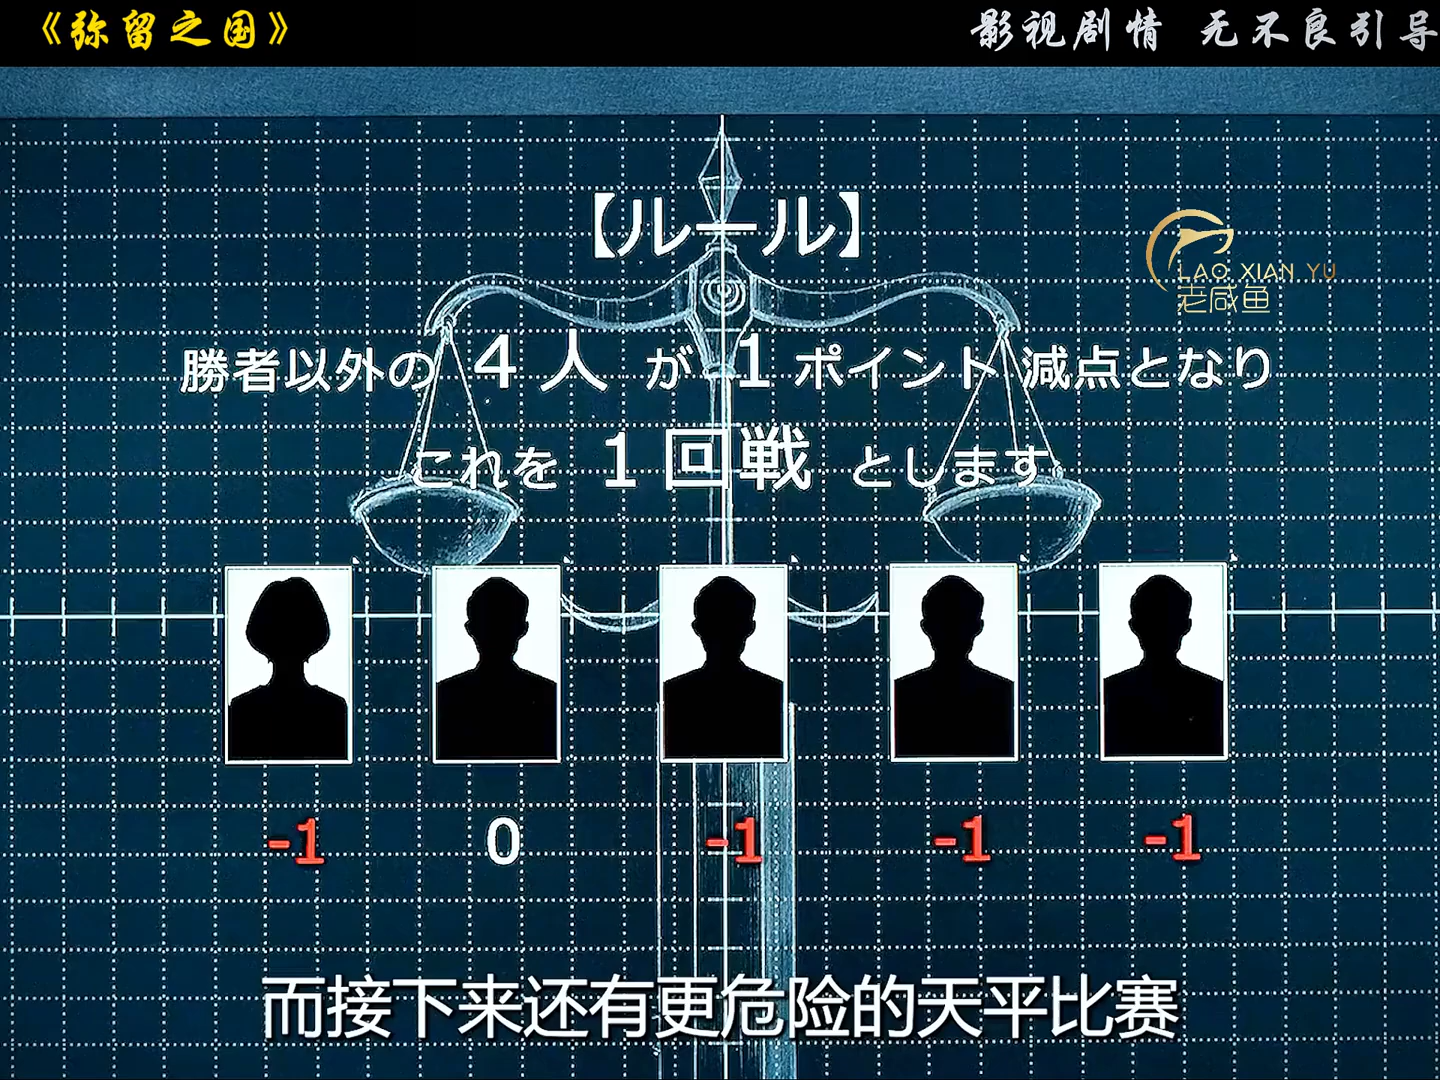 《弥留之国》
影视剧情 无不良引导
【ルール】
LAO XIAN YU
老咸鱼
勝者以外の 4人 が 1 ポイント 減点となり
これを 1回戦 とします
-1 0 -1 -1 -1
而接下来还有更危险的天平比赛